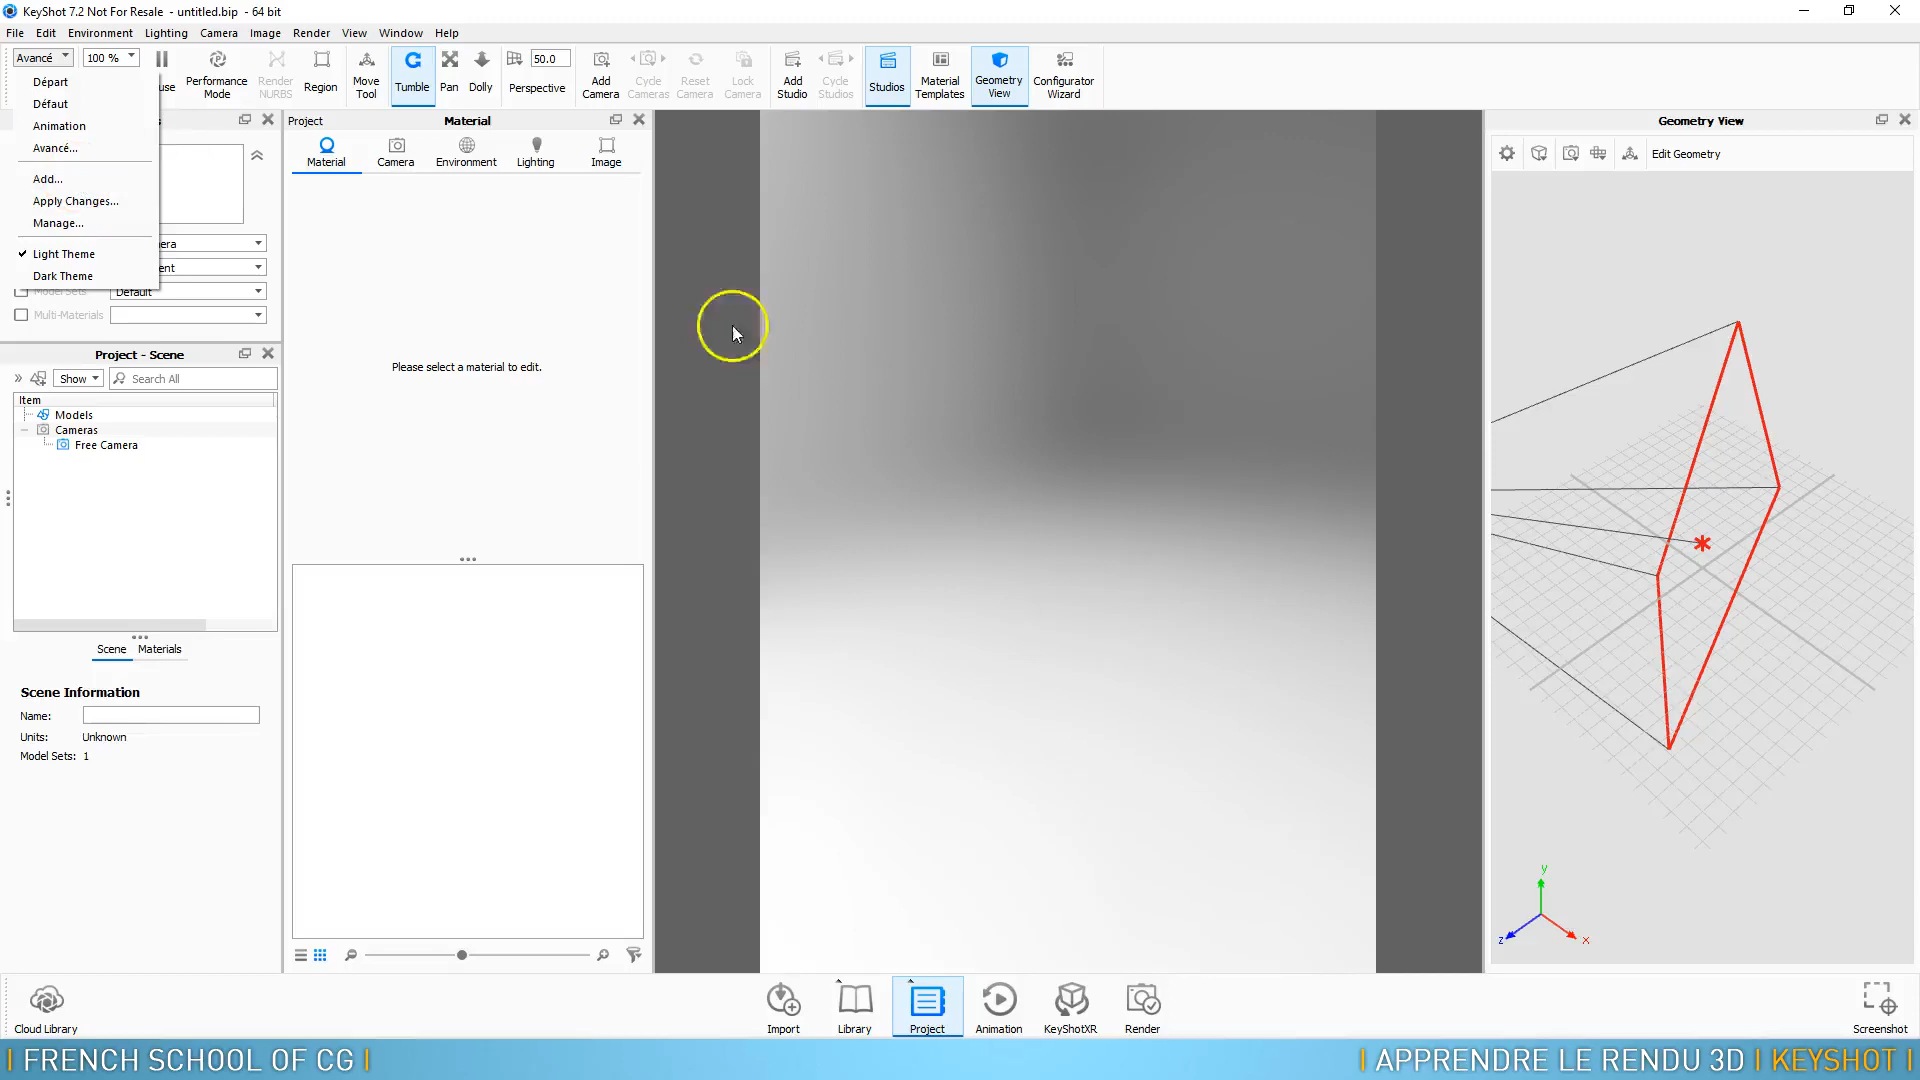 KeyShot 7.2 Not For Resale - untitled.bip - 64 bit
File Edit Environment Lighting Camera Image Render View Window Help
Avancé 100 % use Performance Mode Render NURBS Region Move Tool Tumble Pan Dolly 50.0 Perspective Add Camera Cycle Cameras Reset Camera Lock Camera Add Studio Cycle Studios Studios Material Templates Geometry View Configurator Wizard
Départ
Défaut
Animation
Avancé...
Add...
Apply Changes...
Manage...
Light Theme
Dark Theme
s
era
ent
Model Sets Default
Multi-Materials
Project - Scene
Show Search All
Item
Models
Cameras
Free Camera
Scene Materials
Scene Information
Name:
Units: Unknown
Model Sets: 1
Project Material
Material Camera Environment Lighting Image
Please select a material to edit.
Geometry View
Edit Geometry
y
z x
Cloud Library Import Library Project Animation KeyShotXR Render Screenshot
| FRENCH SCHOOL OF CG | | APPRENDRE LE RENDU 3D | KEYSHOT |